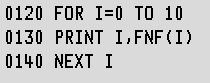 0120 FOR I=0 TO 10
0130 PRINT I,FNF(I)
0140 NEXT I